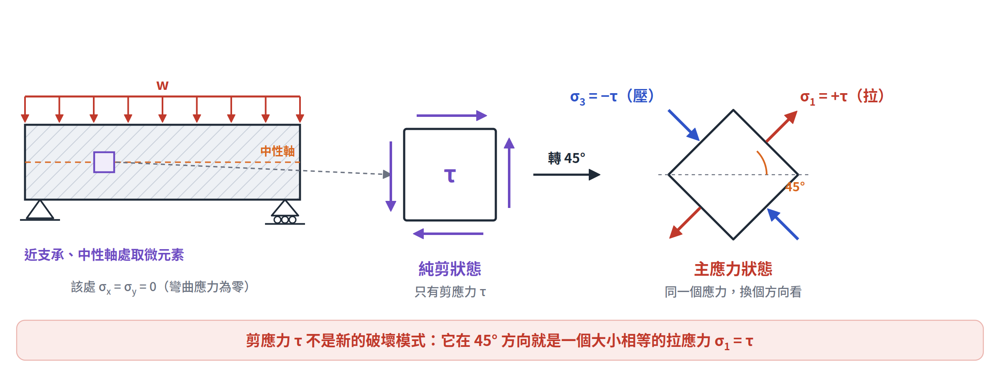 w
中性軸
近支承、中性軸處取微元素
該處 σx = σy = 0（彎曲應力為零）
τ
純剪狀態
只有剪應力 τ
轉 45°
σ3 = −τ（壓）
σ1 = +τ（拉）
45°
主應力狀態
同一個應力，換個方向看
剪應力 τ 不是新的破壞模式：它在 45° 方向就是一個大小相等的拉應力 σ1 = τ